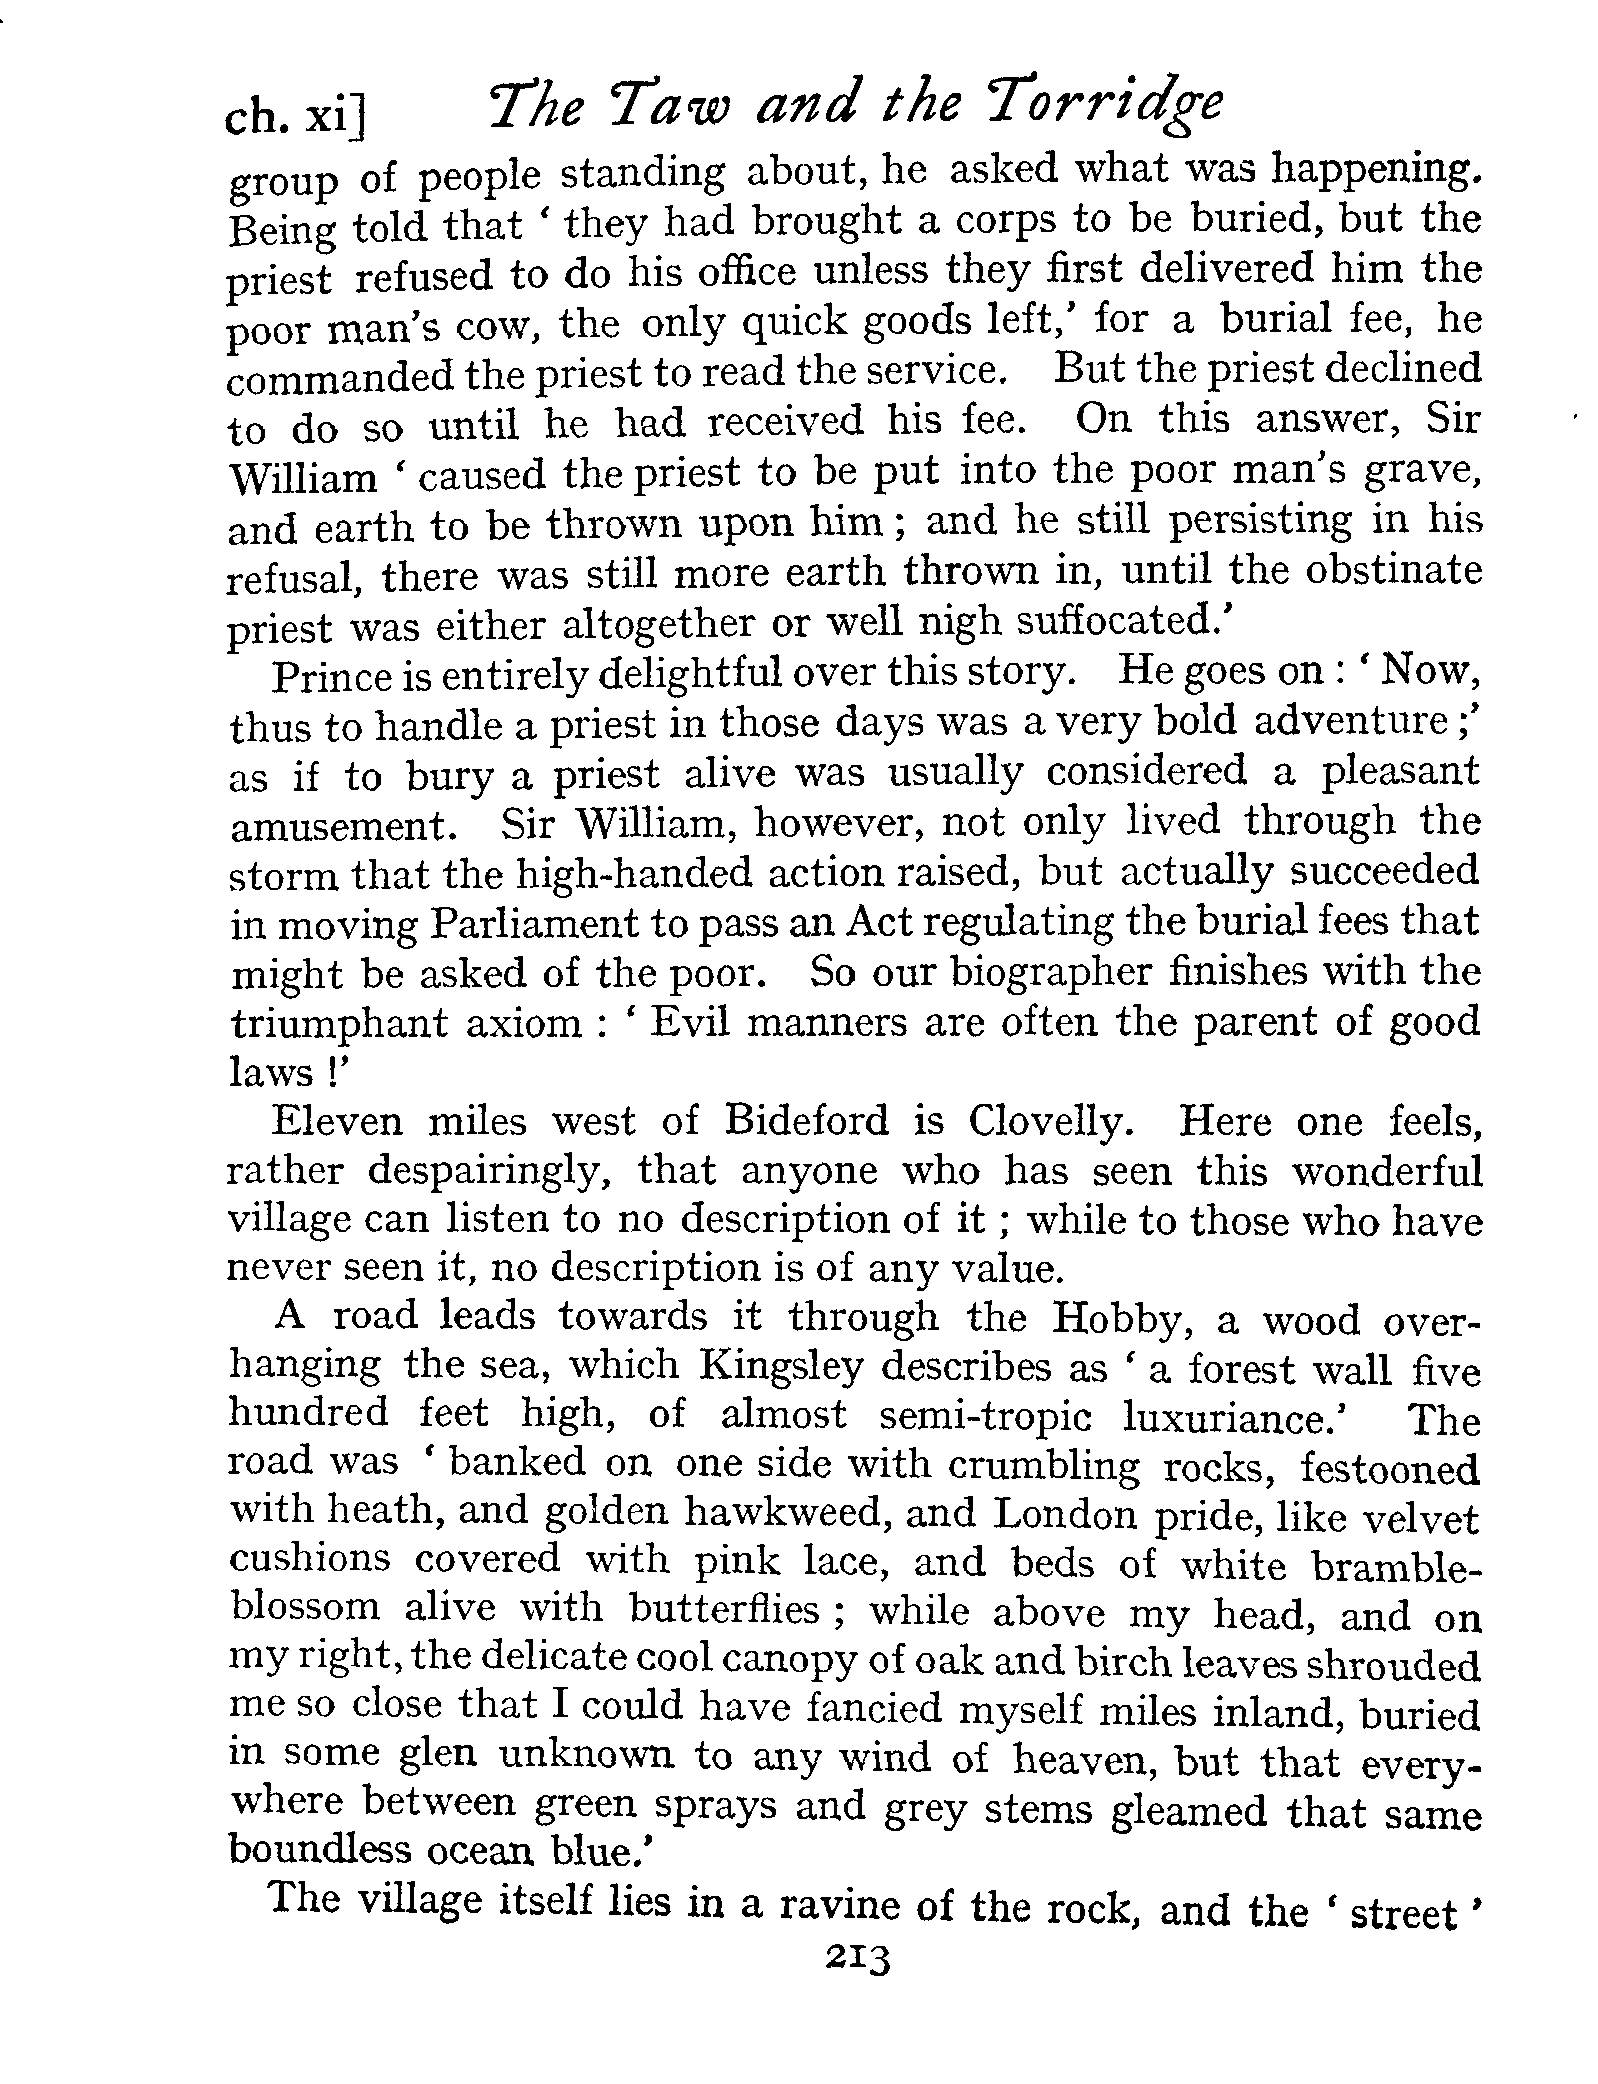 ch. xi] The Taw and the Torridge
group of people standing about, he asked what was happening.
Being told that ‘ they had brought a corps to be buried, but the
priest refused to do his office unless they first delivered him the
poor man’s cow, the only quick goods left,’ for a burial fee, he
commanded the priest to read the service. But the priest declined
to do so until he had received his fee. On this answer, Sir
William ‘ caused the priest to be put into the poor man’s grave,
and earth to be thrown upon him ; and he still persisting in his
refusal, there was still more earth thrown in, until the obstinate
priest was either altogether or well nigh suffocated.’
Prince is entirely delightful over this story. He goes on : ‘ Now,
thus to handle a priest in those days was a very bold adventure ;’
as if to bury a priest alive was usually considered a pleasant
amusement. Sir William, however, not only lived through the
storm that the high-handed action raised, but actually succeeded
in moving Parliament to pass an Act regulating the burial fees that
might be asked of the poor. So our biographer finishes with the
triumphant axiom : ‘ Evil manners are often the parent of good
laws !’
Eleven miles west of Bideford is Clovelly. Here one feels,
rather despairingly, that anyone who has seen this wonderful
village can listen to no description of it ; while to those who have
never seen it, no description is of any value.
A road leads towards it through the Hobby, a wood over-
hanging the sea, which Kingsley describes as ‘ a forest wall five
hundred feet high, of almost semi-tropic luxuriance.’ The
road was ‘ banked on one side with crumbling rocks, festooned
with heath, and golden hawkweed, and London pride, like velvet
cushions covered with pink lace, and beds of white bramble-
blossom alive with butterflies ; while above my head, and on
my right, the delicate cool canopy of oak and birch leaves shrouded
me so close that I could have fancied myself miles inland, buried
in some glen unknown to any wind of heaven, but that every-
where between green sprays and grey stems gleamed that same
boundless ocean blue.’
The village itself lies in a ravine of the rock, and the ‘ street ’
213